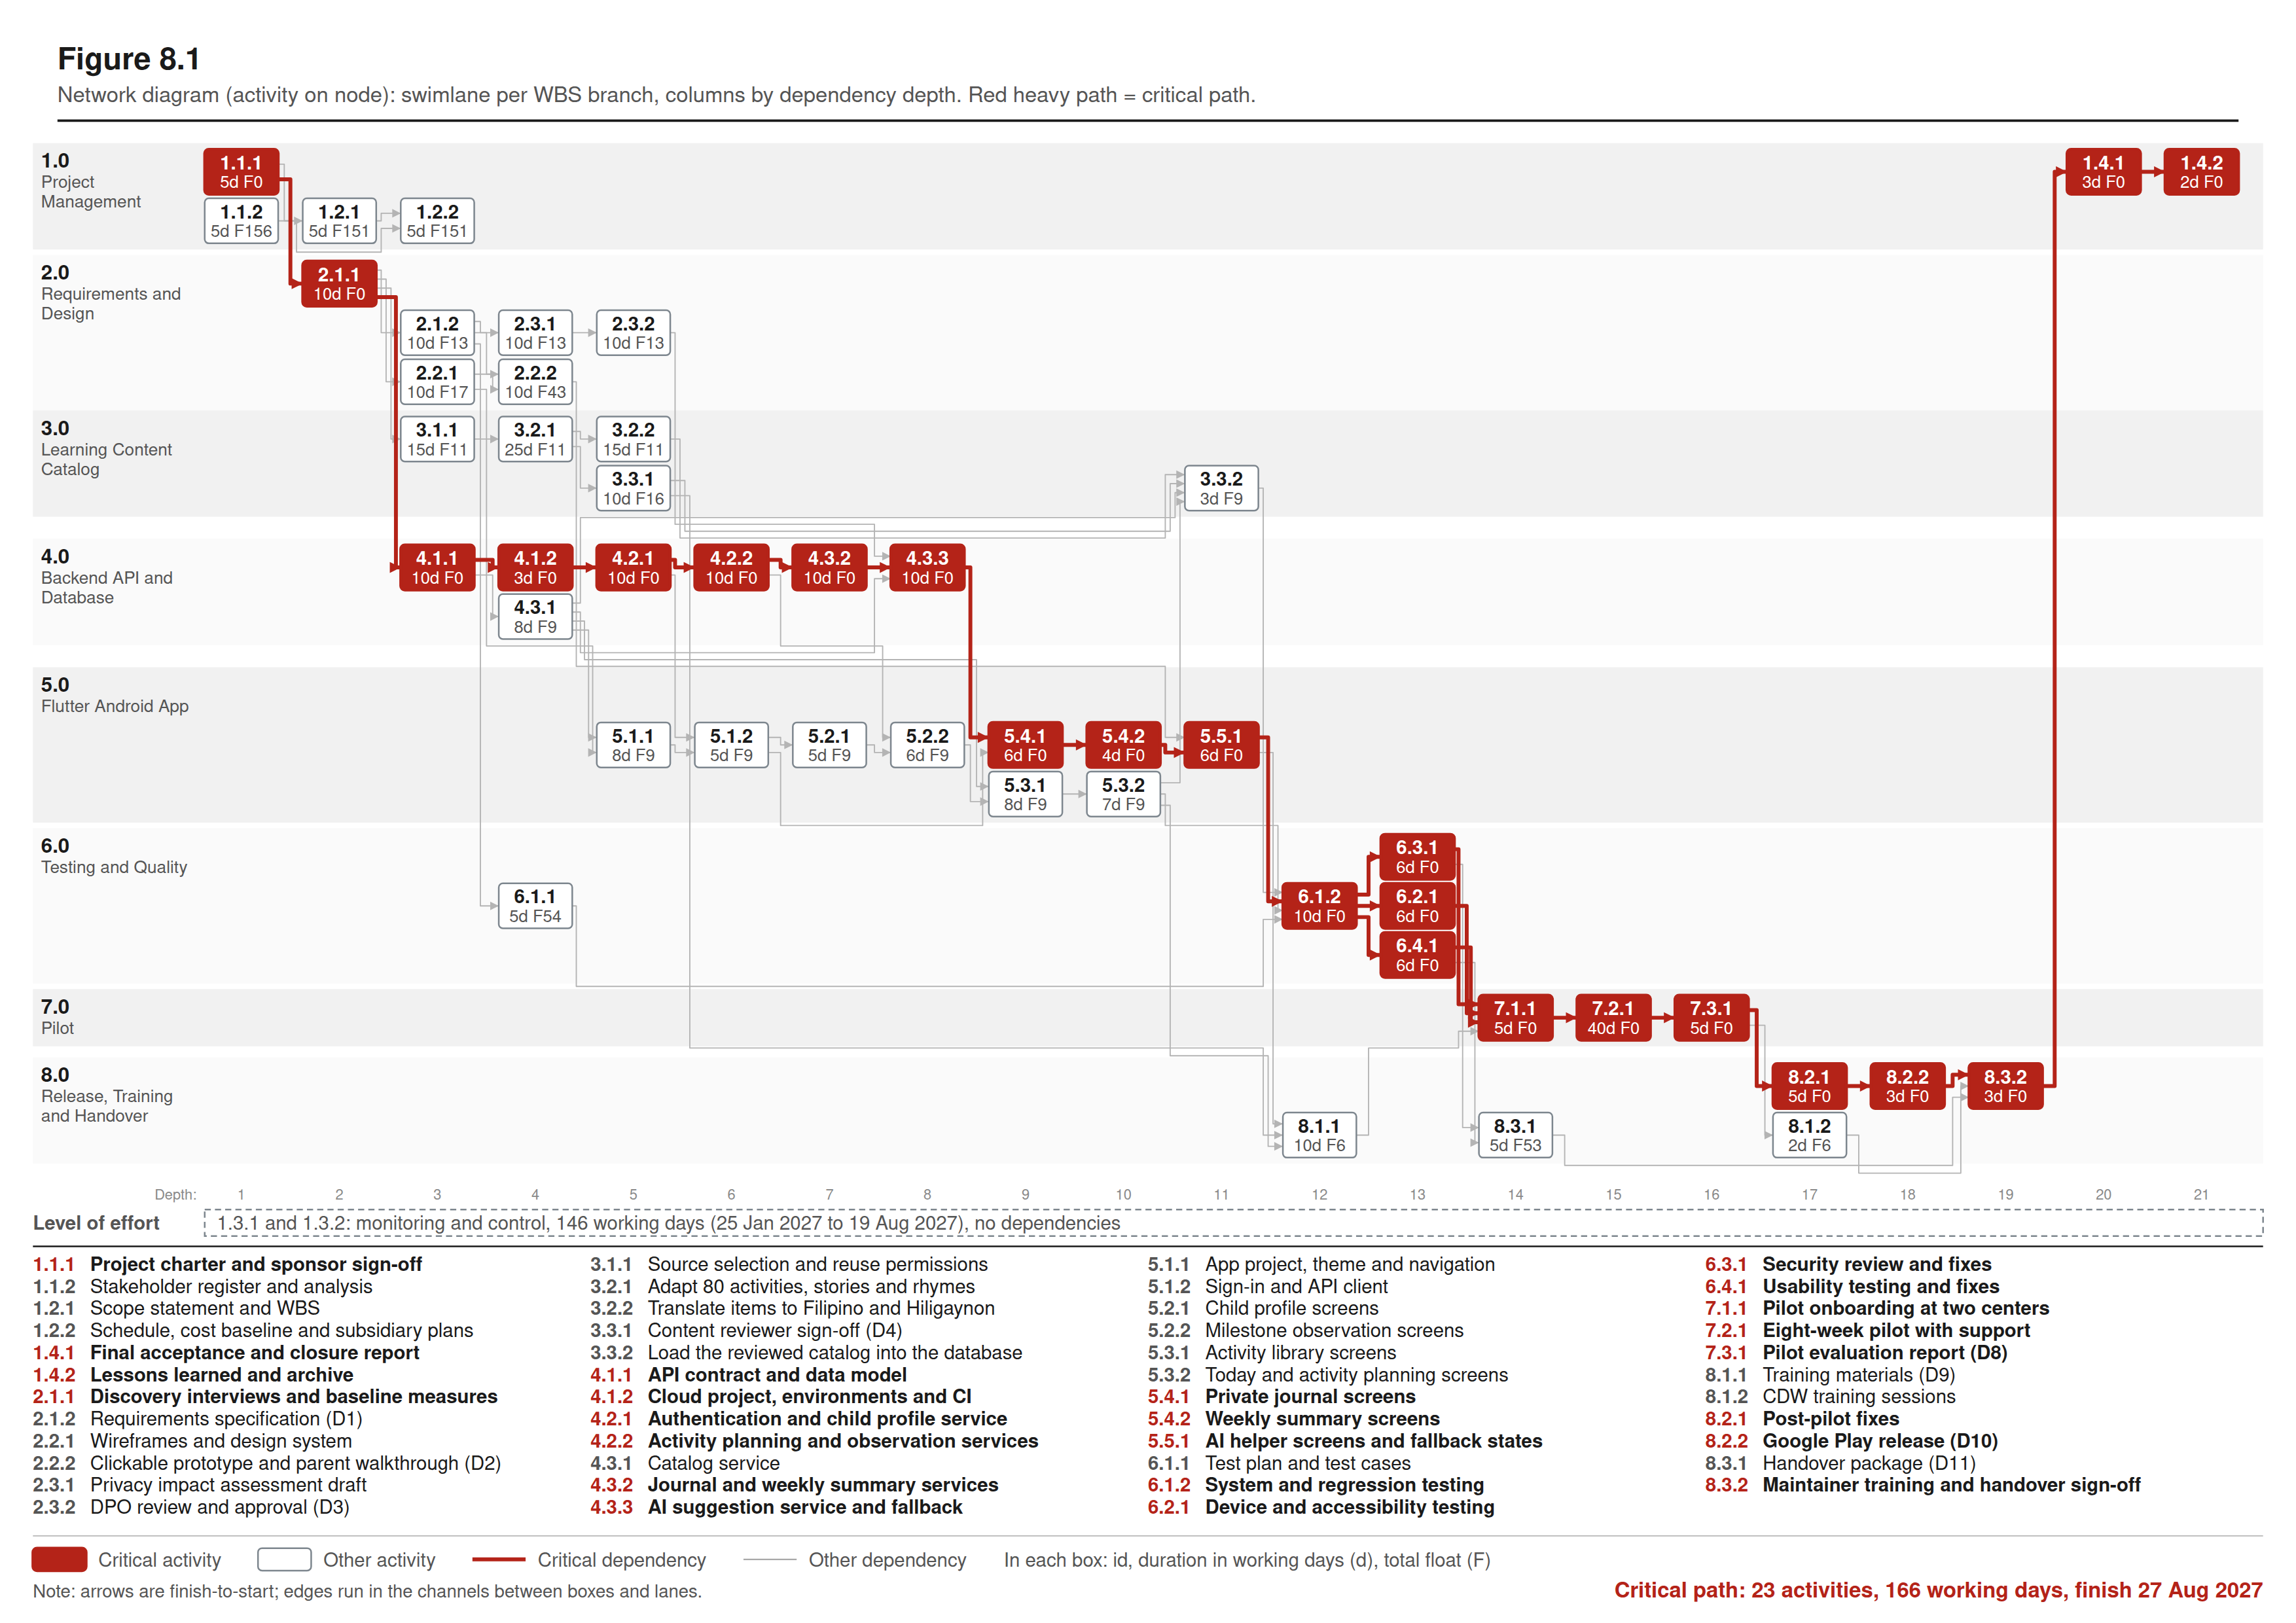 Figure 8.1
Network diagram (activity on node): swimlane per WBS branch, columns by dependency depth. Red heavy path = critical path.
1.0
Project
Management
1.1.1
5d F0
1.1.2
5d F156
1.2.1
5d F151
1.2.2
5d F151
1.4.1
3d F0
1.4.2
2d F0
2.0
Requirements and
Design
2.1.1
10d F0
2.1.2
10d F13
2.3.1
10d F13
2.3.2
10d F13
2.2.1
10d F17
2.2.2
10d F43
3.0
Learning Content
Catalog
3.1.1
15d F11
3.2.1
25d F11
3.2.2
15d F11
3.3.1
10d F16
3.3.2
3d F9
4.0
Backend API and
Database
4.1.1
10d F0
4.1.2
3d F0
4.2.1
10d F0
4.2.2
10d F0
4.3.2
10d F0
4.3.3
10d F0
4.3.1
8d F9
5.0
Flutter Android App
5.1.1
8d F9
5.1.2
5d F9
5.2.1
5d F9
5.2.2
6d F9
5.4.1
6d F0
5.4.2
4d F0
5.5.1
6d F0
5.3.1
8d F9
5.3.2
7d F9
6.0
Testing and Quality
6.1.1
5d F54
6.1.2
10d F0
6.3.1
6d F0
6.2.1
6d F0
6.4.1
6d F0
7.0
Pilot
7.1.1
5d F0
7.2.1
40d F0
7.3.1
5d F0
8.0
Release, Training
and Handover
8.2.1
5d F0
8.2.2
3d F0
8.3.2
3d F0
8.1.1
10d F6
8.3.1
5d F53
8.1.2
2d F6
Depth: 1 2 3 4 5 6 7 8 9 10 11 12 13 14 15 16 17 18 19 20 21
Level of effort
1.3.1 and 1.3.2: monitoring and control, 146 working days (25 Jan 2027 to 19 Aug 2027), no dependencies
1.1.1 Project charter and sponsor sign-off
1.1.2 Stakeholder register and analysis
1.2.1 Scope statement and WBS
1.2.2 Schedule, cost baseline and subsidiary plans
1.4.1 Final acceptance and closure report
1.4.2 Lessons learned and archive
2.1.1 Discovery interviews and baseline measures
2.1.2 Requirements specification (D1)
2.2.1 Wireframes and design system
2.2.2 Clickable prototype and parent walkthrough (D2)
2.3.1 Privacy impact assessment draft
2.3.2 DPO review and approval (D3)
3.1.1 Source selection and reuse permissions
3.2.1 Adapt 80 activities, stories and rhymes
3.2.2 Translate items to Filipino and Hiligaynon
3.3.1 Content reviewer sign-off (D4)
3.3.2 Load the reviewed catalog into the database
4.1.1 API contract and data model
4.1.2 Cloud project, environments and CI
4.2.1 Authentication and child profile service
4.2.2 Activity planning and observation services
4.3.1 Catalog service
4.3.2 Journal and weekly summary services
4.3.3 AI suggestion service and fallback
5.1.1 App project, theme and navigation
5.1.2 Sign-in and API client
5.2.1 Child profile screens
5.2.2 Milestone observation screens
5.3.1 Activity library screens
5.3.2 Today and activity planning screens
5.4.1 Private journal screens
5.4.2 Weekly summary screens
5.5.1 AI helper screens and fallback states
6.1.1 Test plan and test cases
6.1.2 System and regression testing
6.2.1 Device and accessibility testing
6.3.1 Security review and fixes
6.4.1 Usability testing and fixes
7.1.1 Pilot onboarding at two centers
7.2.1 Eight-week pilot with support
7.3.1 Pilot evaluation report (D8)
8.1.1 Training materials (D9)
8.1.2 CDW training sessions
8.2.1 Post-pilot fixes
8.2.2 Google Play release (D10)
8.3.1 Handover package (D11)
8.3.2 Maintainer training and handover sign-off
Critical activity
Other activity
Critical dependency
Other dependency
In each box: id, duration in working days (d), total float (F)
Note: arrows are finish-to-start; edges run in the channels between boxes and lanes.
Critical path: 23 activities, 166 working days, finish 27 Aug 2027